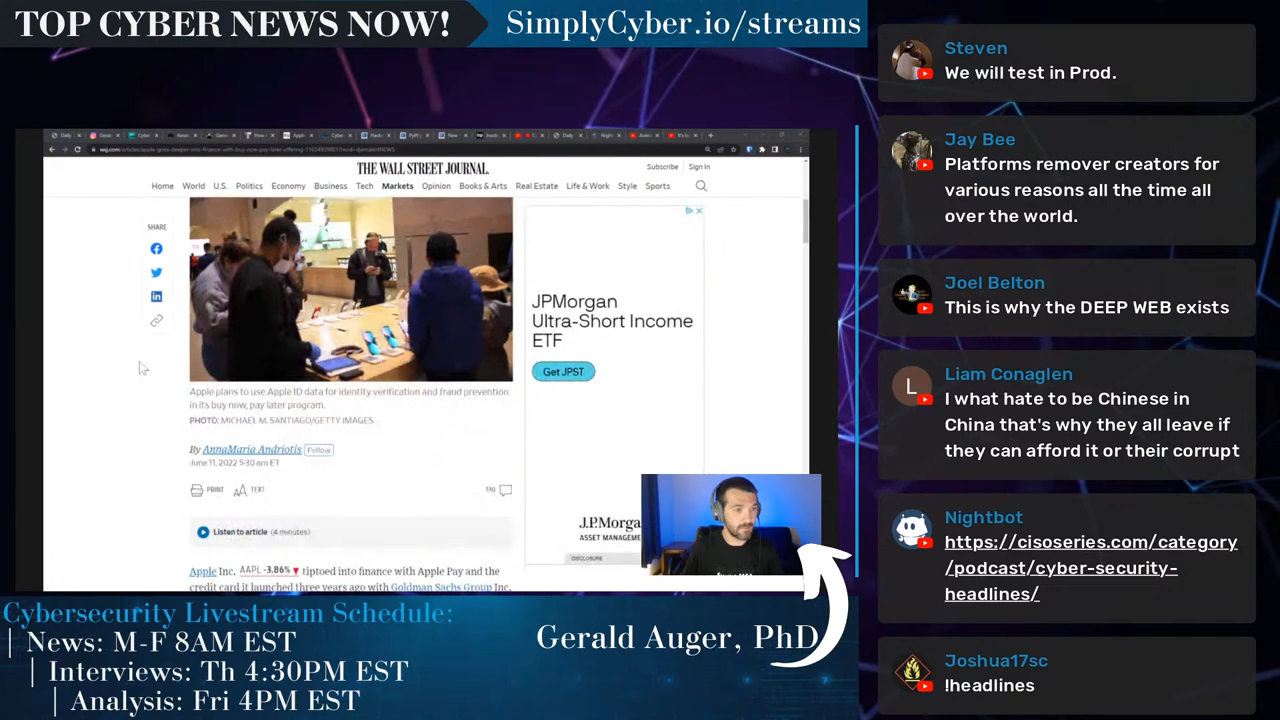 TOP CYBER NEWS NOW!
SimplyCyber.io/streams
THE WALL STREET JOURNAL.
Subscribe
Sign In
Home World U.S. Politics Economy Business Tech Markets Opinion Books & Arts Real Estate Life & Work Style Sports
SHARE
JPMorgan
Ultra-Short Income
ETF
Get JPST
Apple plans to use Apple ID data for identity verification and fraud prevention
in its buy now, pay later program.
PHOTO: MICHAEL M. SANTIAGO/GETTY IMAGES
By AnnaMaria Andriotis Follow
June 11, 2022 5:30 am ET
PRINT
TEXT
Listen to article (4 minutes)
J.P.Morga
ASSET MANAGEM
DISCLOSURE
Apple Inc. AAPL -3.86% ▼ tiptoed into finance with Apple Pay and the
credit card it launched three years ago with Goldman Sachs Group Inc.
Cybersecurity Livestream Schedule:
| News: M-F 8AM EST
| Interviews: Th 4:30PM EST
| Analysis: Fri 4PM EST
Gerald Auger, PhD
Steven
We will test in Prod.
Jay Bee
Platforms remover creators for
various reasons all the time all
over the world.
Joel Belton
This is why the DEEP WEB exists
L
Liam Conaglen
I what hate to be Chinese in
China that's why they all leave if
they can afford it or their corrupt
Nightbot
https://cisoseries.com/category
/podcast/cyber-security-
headlines/
Joshua17sc
!headlines